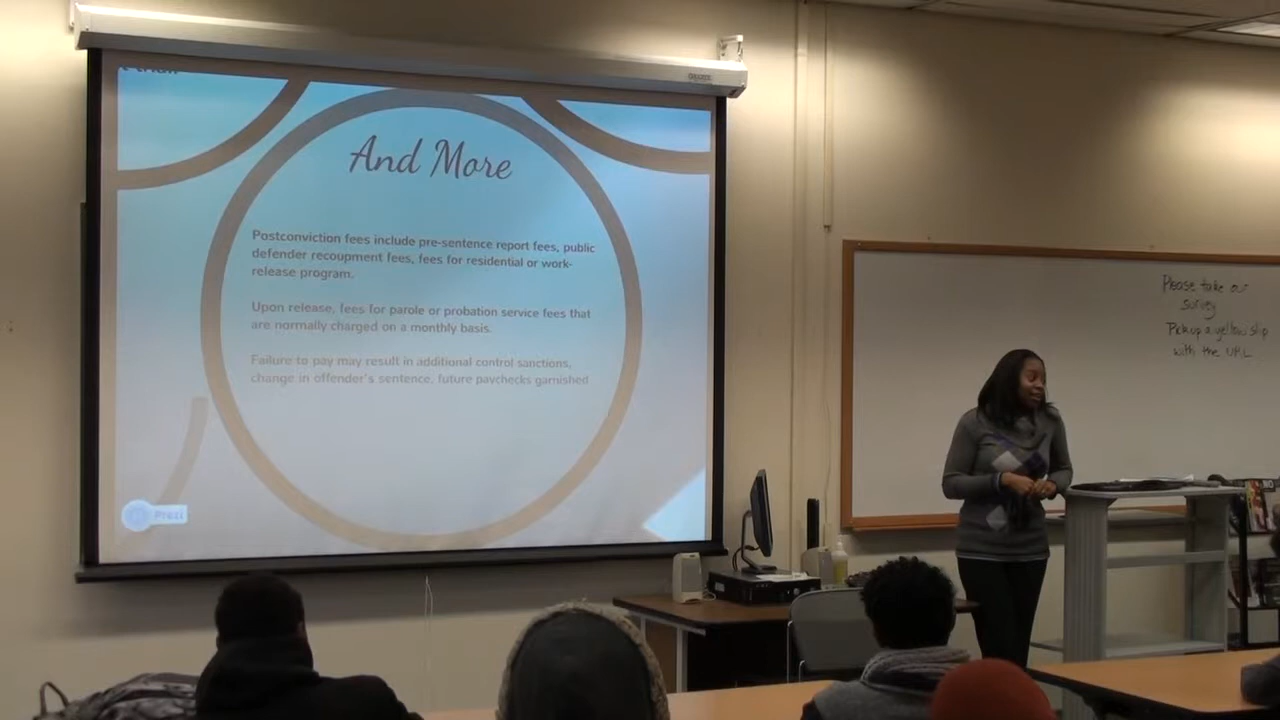 And More
Postconviction fees include pre-sentence report fees, public
defender recoupment fees, fees for residential or work-
release program.
Upon release, fees for parole or probation service fees that
are normally charged on a monthly basis.
Failure to pay may result in additional control sanctions,
change in offender's sentence, future paychecks garnished
Prezi
Please take our
survey
Pick up a yellow slip
with the URL